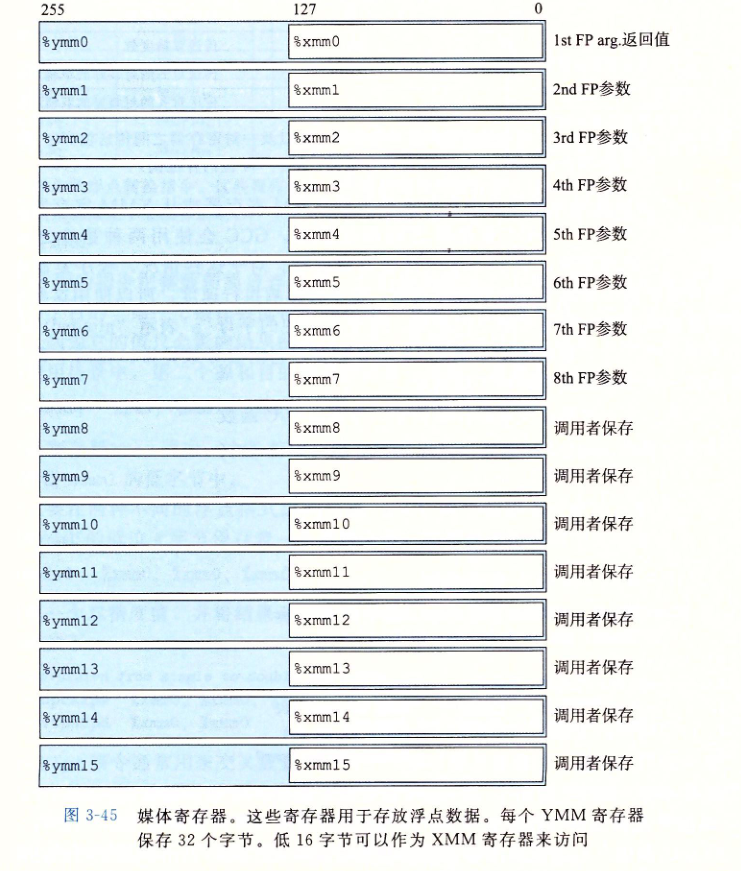 255 127 0
%ymm0 %xmm0 1st FP arg.返回值
%ymm1 %xmm1 2nd FP参数
%ymm2 %xmm2 3rd FP参数
%ymm3 %xmm3 4th FP参数
%ymm4 %xmm4 5th FP参数
%ymm5 %xmm5 6th FP参数
%ymm6 %xmm6 7th FP参数
%ymm7 %xmm7 8th FP参数
%ymm8 %xmm8 调用者保存
%ymm9 %xmm9 调用者保存
%ymm10 %xmm10 调用者保存
%ymm11 %xmm11 调用者保存
%ymm12 %xmm12 调用者保存
%ymm13 %xmm13 调用者保存
%ymm14 %xmm14 调用者保存
%ymm15 %xmm15 调用者保存
图 3-45 媒体寄存器。这些寄存器用于存放浮点数据。每个 YMM 寄存器
保存 32 个字节。低 16 字节可以作为 XMM 寄存器来访问